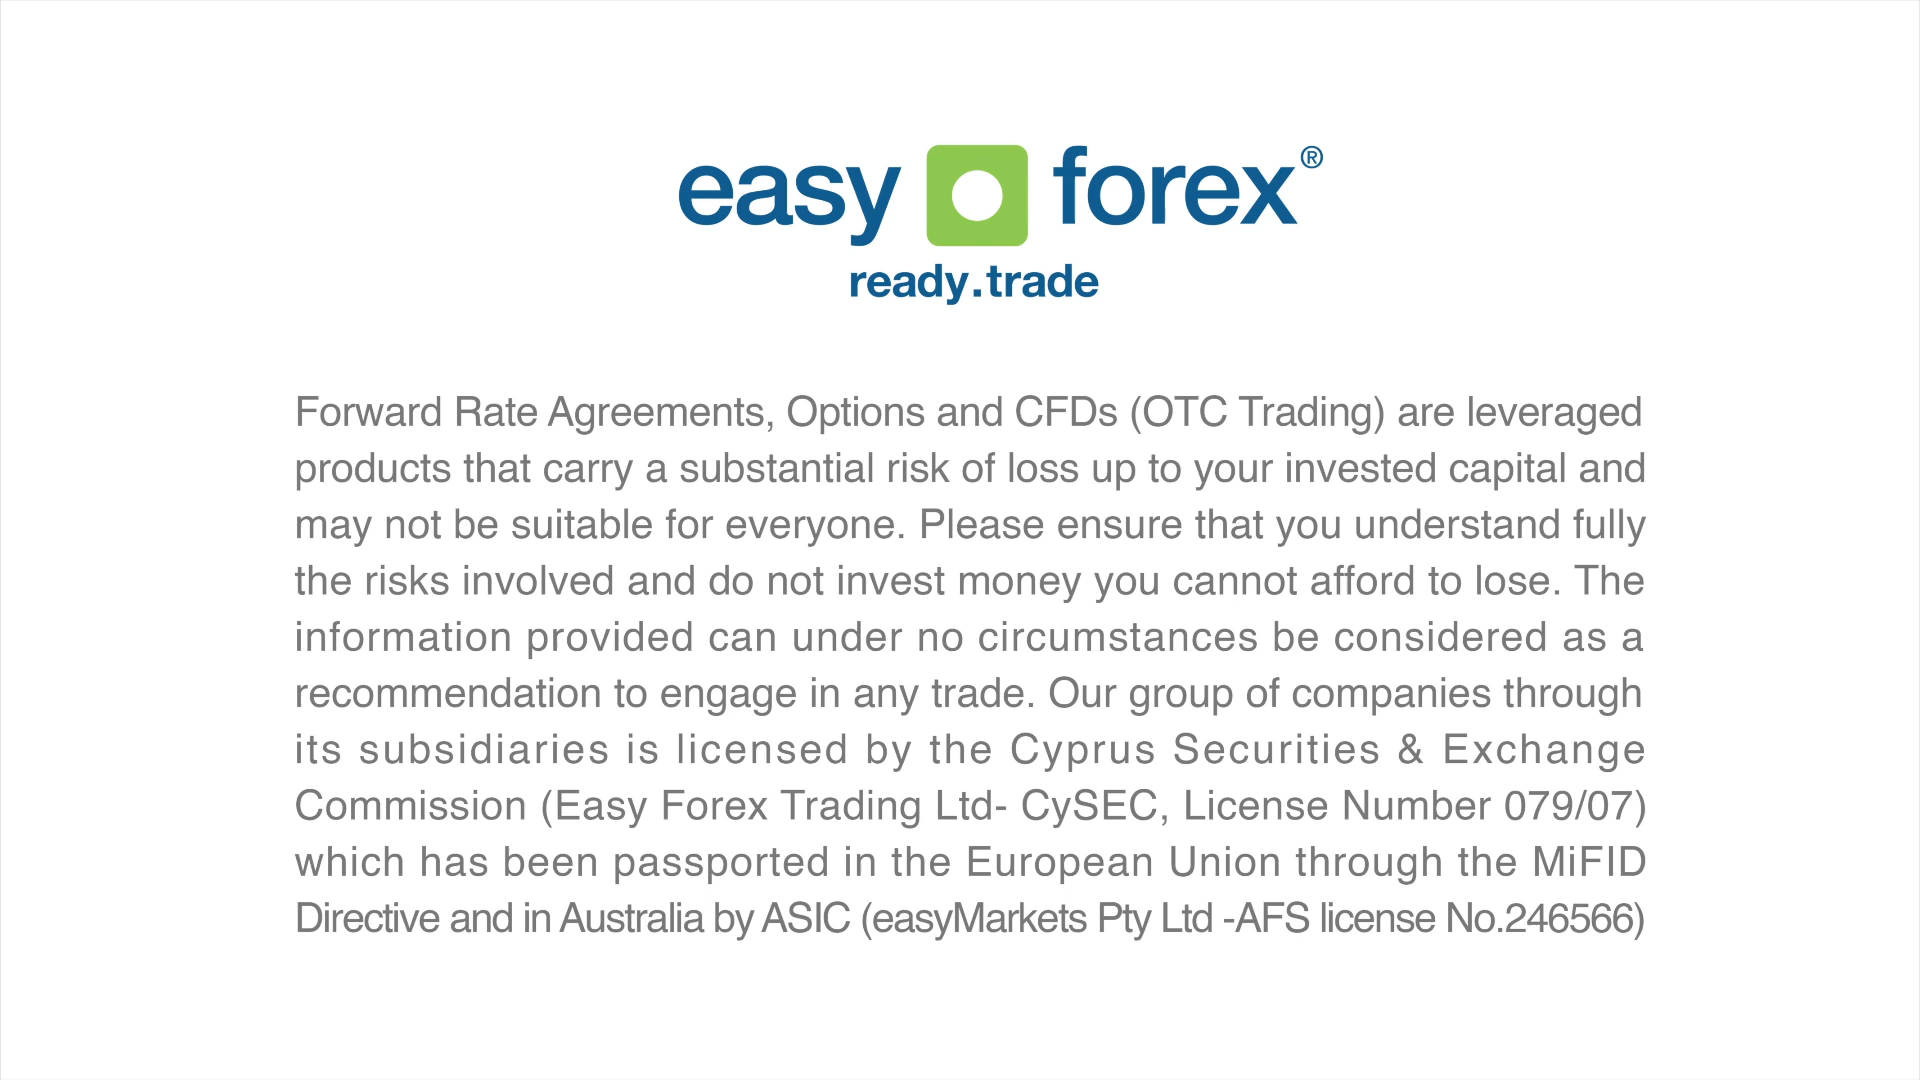 easy forex®
ready.trade
Forward Rate Agreements, Options and CFDs (OTC Trading) are leveraged
products that carry a substantial risk of loss up to your invested capital and
may not be suitable for everyone. Please ensure that you understand fully
the risks involved and do not invest money you cannot afford to lose. The
information provided can under no circumstances be considered as a
recommendation to engage in any trade. Our group of companies through
its subsidiaries is licensed by the Cyprus Securities & Exchange
Commission (Easy Forex Trading Ltd- CySEC, License Number 079/07)
which has been passported in the European Union through the MiFID
Directive and in Australia by ASIC (easyMarkets Pty Ltd -AFS license No.246566)